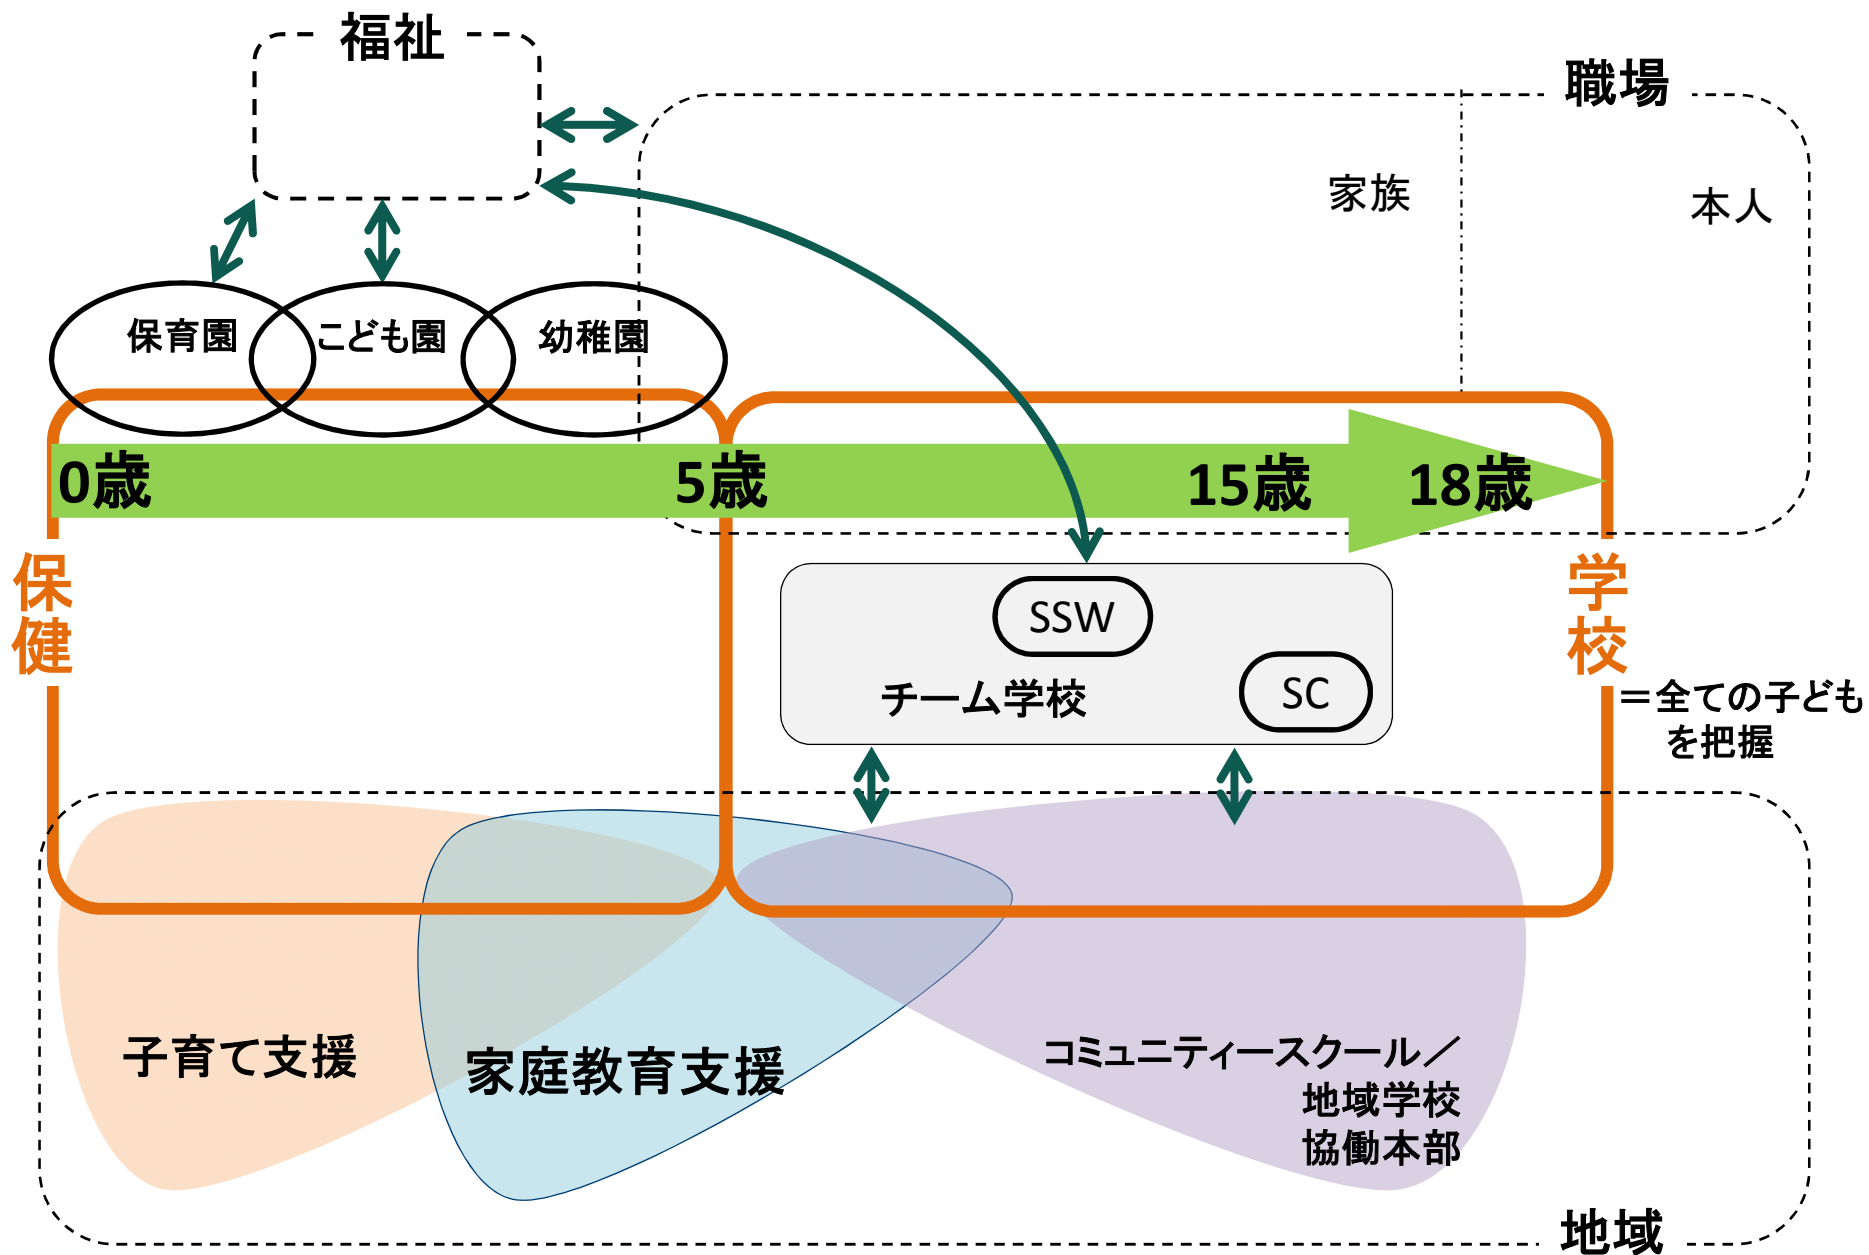 福祉
職場
家族
本人
保育園
こども園
幼稚園
0歳
5歳
15歳
18歳
保健
学校
SSW
SC
チーム学校
＝全ての子ども
を把握
子育て支援
家庭教育支援
コミュニティースクール／
地域学校
協働本部
地域